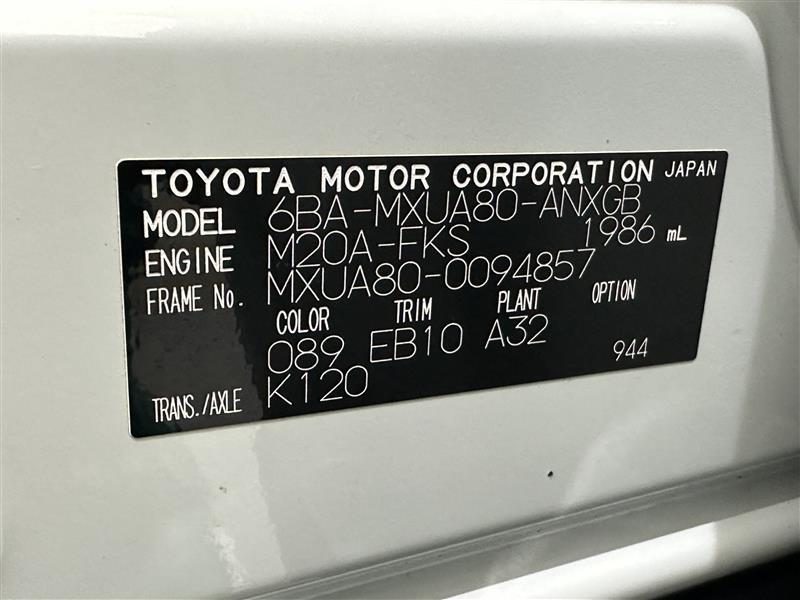 TOYOTA MOTOR CORPORATION JAPAN
MODEL 6BA-MXUA80-ANXGB
ENGINE M20A-FKS 1986 mL
FRAME No. MXUA80-0094857
COLOR TRIM PLANT OPTION
089 EB10 A32 944
TRANS./AXLE K120